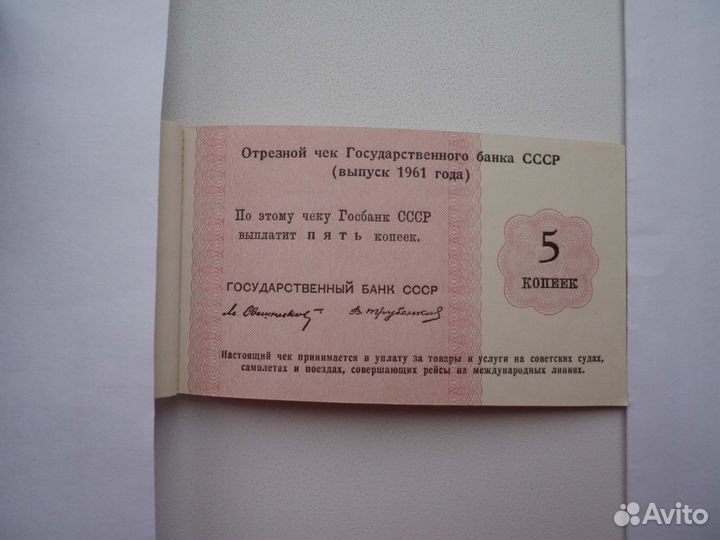 Отрезной чек Государственного банка СССР
(выпуск 1961 года)
По этому чеку Госбанк СССР
выплатит пять копеек.
5
КОПЕЕК
ГОСУДАРСТВЕННЫЙ БАНК СССР
Настоящий чек принимается в уплату за товары и услуги на советских судах,
самолетах и поездах, совершающих рейсы на международных линиях.
Avito